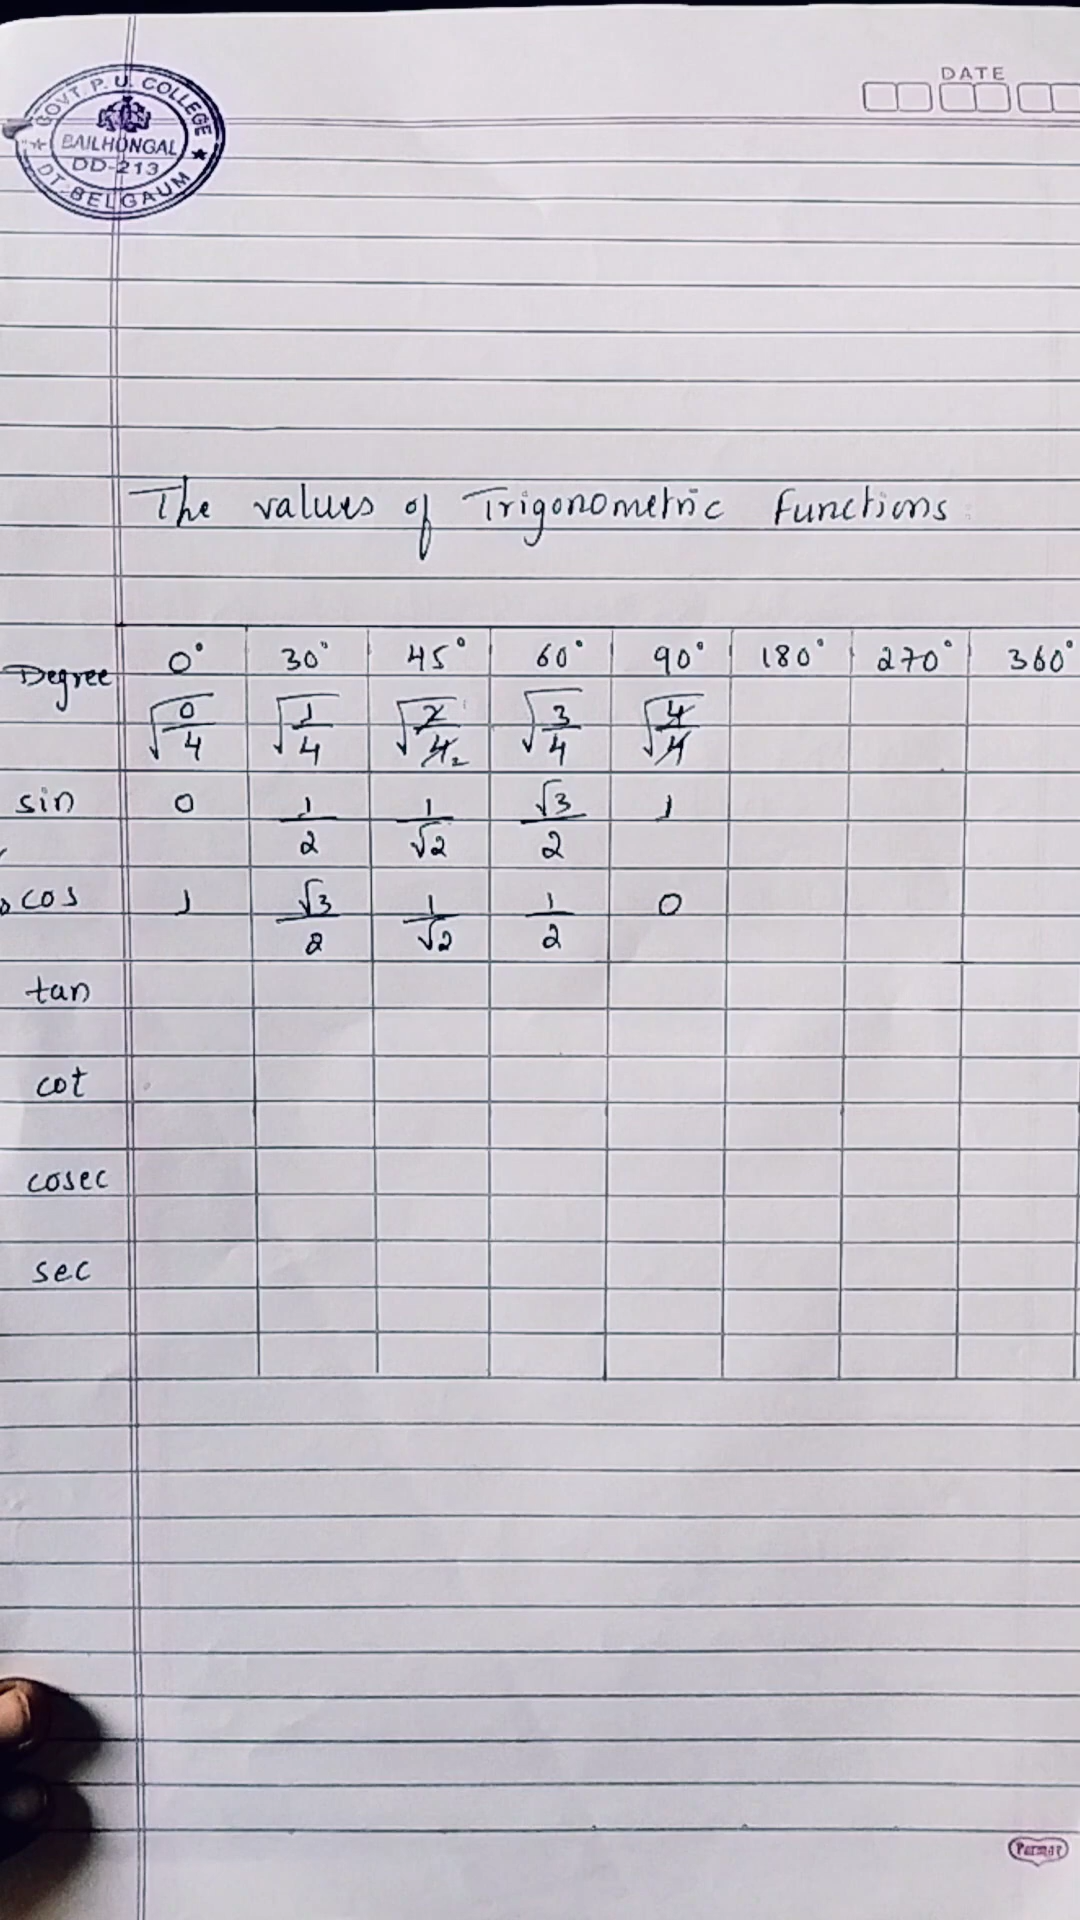 GOVT. P. U. COLLEGE
BAILHONGAL
DD-213
DT. BELGAUM
DATE
The values of Trigonometric Functions
Degree 0° 30° 45° 60° 90° 180° 270° 360°
√(0/4) √(1/4) √(2/4) 2 √(3/4) √(4/4)
sin 0 1/2 1/√2 √3/2 1
cos 1 √3/2 1/√2 1/2 0
tan
cot
cosec
sec
Parmar